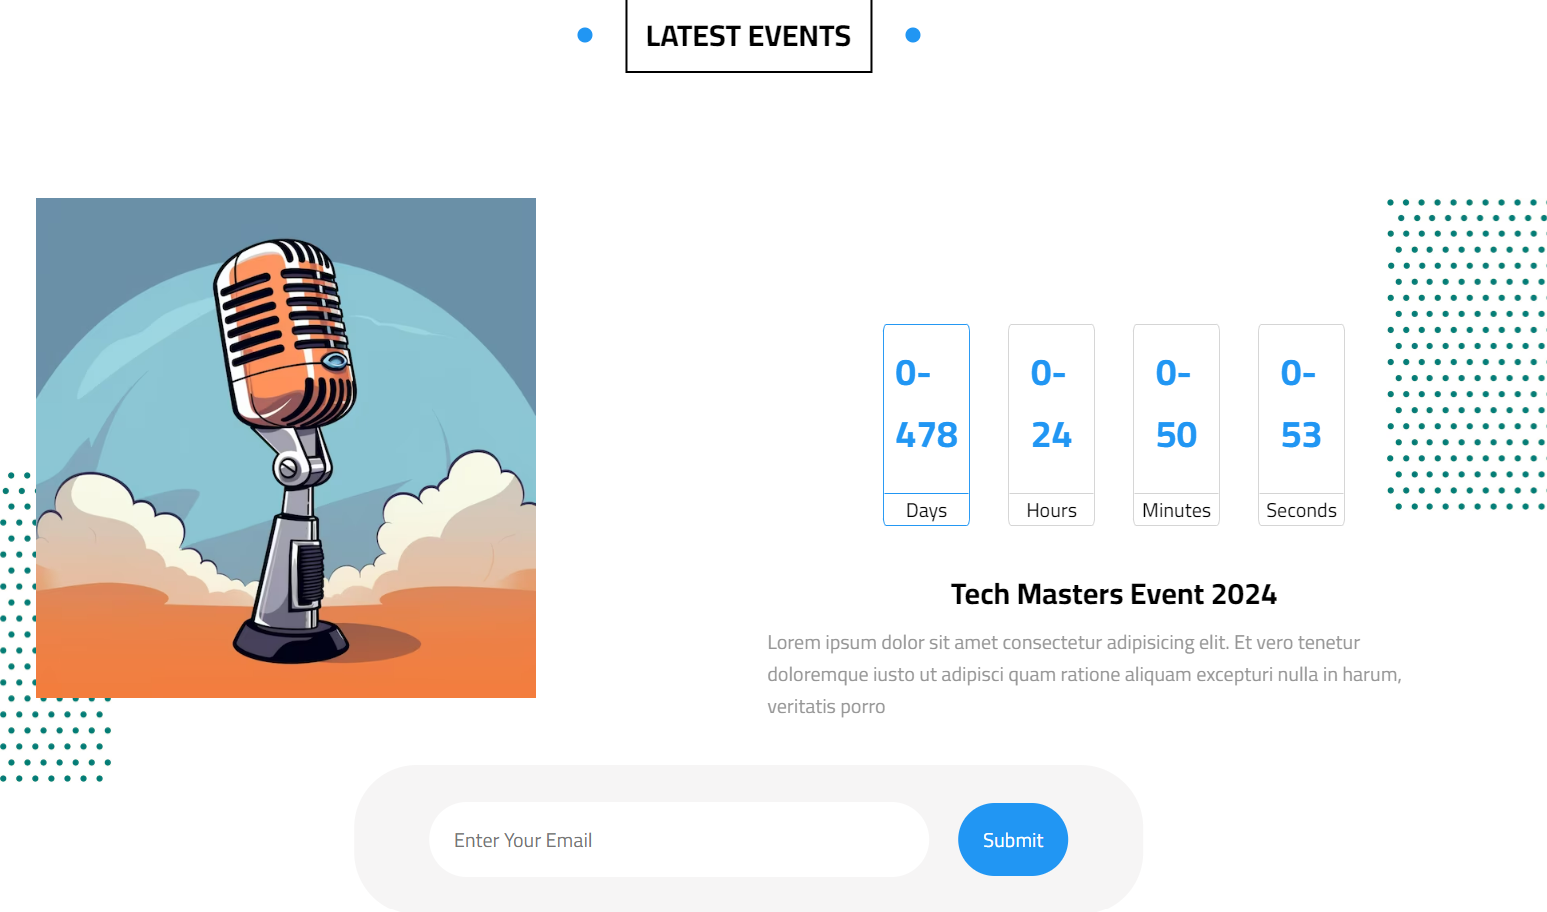 LATEST EVENTS
0-
478
Days
0-
24
Hours
0-
50
Minutes
0-
53
Seconds
Tech Masters Event 2024
Lorem ipsum dolor sit amet consectetur adipisicing elit. Et vero tenetur
doloremque iusto ut adipisci quam ratione aliquam excepturi nulla in harum,
veritatis porro
Enter Your Email
Submit